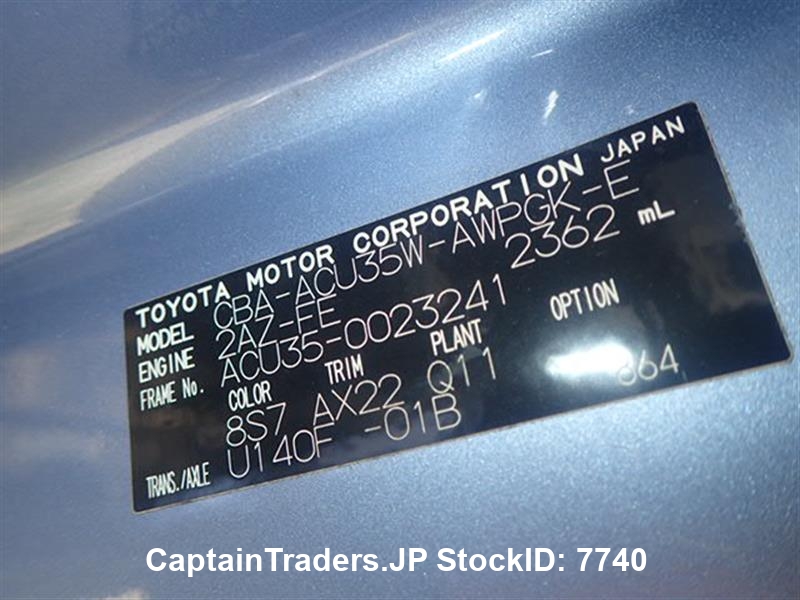 TOYOTA MOTOR CORPORATION JAPAN
MODEL CBA-ACU35W-AWPGK-E
ENGINE 2AZ-FE 2362 mL
FRAME No. ACU35-0023241
COLOR TRIM PLANT OPTION
8S7 AX22 Q11 864
TRANS./AXLE U140F -01B
CaptainTraders.JP StockID: 7740